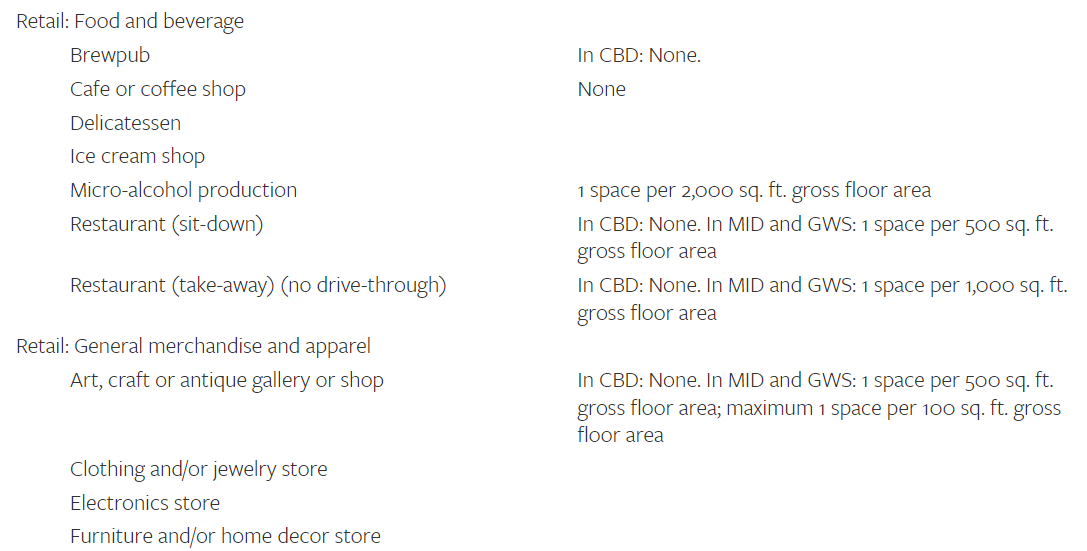 Retail: Food and beverage
Brewpub In CBD: None.
Cafe or coffee shop None
Delicatessen
Ice cream shop
Micro-alcohol production 1 space per 2,000 sq. ft. gross floor area
Restaurant (sit-down) In CBD: None. In MID and GWS: 1 space per 500 sq. ft.
gross floor area
Restaurant (take-away) (no drive-through) In CBD: None. In MID and GWS: 1 space per 1,000 sq. ft.
gross floor area
Retail: General merchandise and apparel
Art, craft or antique gallery or shop In CBD: None. In MID and GWS: 1 space per 500 sq. ft.
gross floor area; maximum 1 space per 100 sq. ft. gross
floor area
Clothing and/or jewelry store
Electronics store
Furniture and/or home decor store